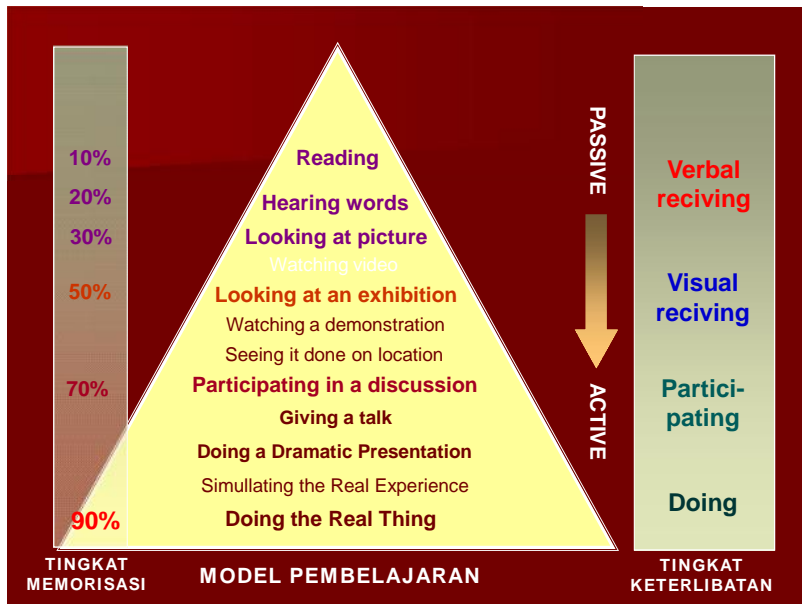 10%
20%
30%
50%
70%
90%
TINGKAT
MEMORISASI
Reading
Hearing words
Looking at picture
Watching video
Looking at an exhibition
Watching a demonstration
Seeing it done on location
Participating in a discussion
Giving a talk
Doing a Dramatic Presentation
Simullating the Real Experience
Doing the Real Thing
MODEL PEMBELAJARAN
PASSIVE
ACTIVE
Verbal
reciving
Visual
reciving
Partici-
pating
Doing
TINGKAT
KETERLIBATAN